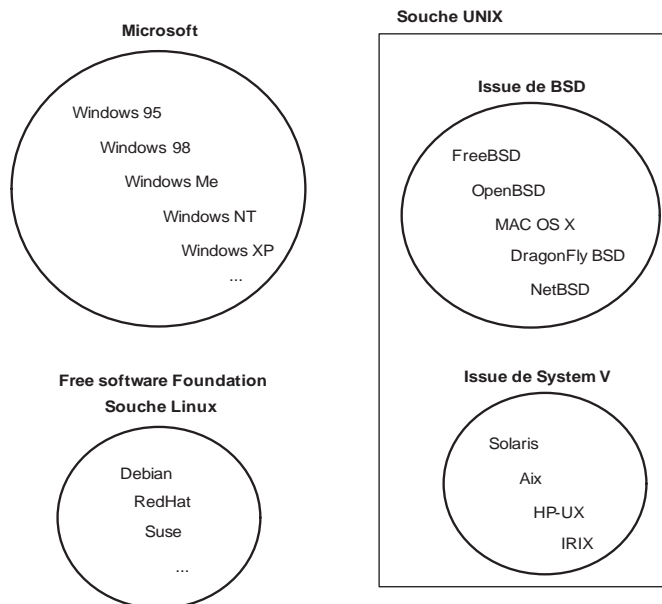 Microsoft
Windows 95
Windows 98
Windows Me
Windows NT
Windows XP
...
Free software Foundation
Souche Linux
Debian
RedHat
Suse
...
Souche UNIX
Issue de BSD
FreeBSD
OpenBSD
MAC OS X
DragonFly BSD
NetBSD
Issue de System V
Solaris
Aix
HP-UX
IRIX